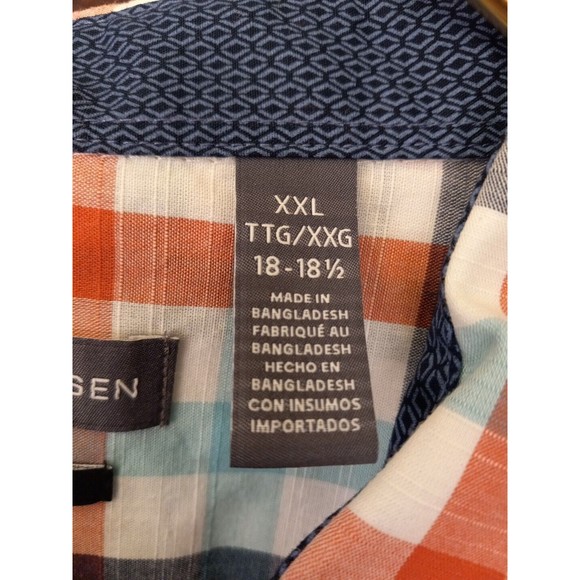 XXL
TTG/XXG
18-18½
MADE IN
BANGLADESH
FABRIQUÉ AU
BANGLADESH
HECHO EN
BANGLADESH
CON INSUMOS
IMPORTADOS
SEN